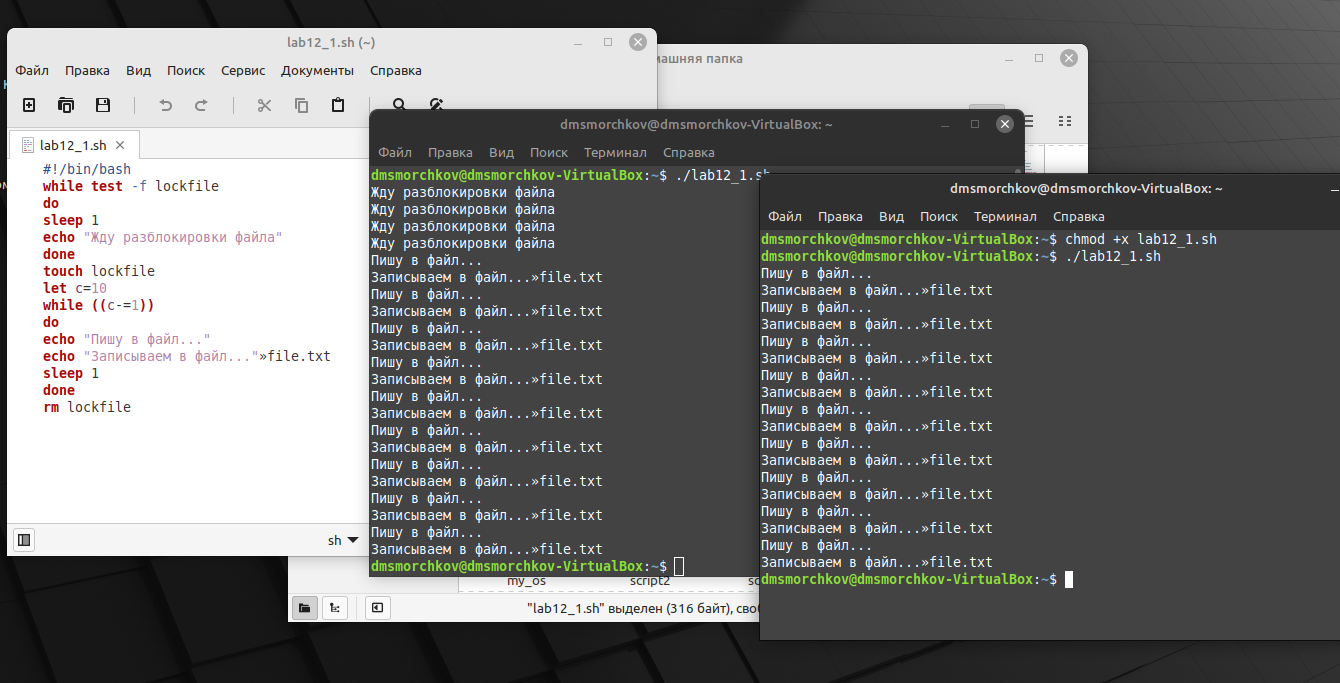 lab12_1.sh (~)
Файл Правка Вид Поиск Сервис Документы Справка
lab12_1.sh
#!/bin/bash
while test -f lockfile
do
sleep 1
echo "Жду разблокировки файла"
done
touch lockfile
let c=10
while ((c-=1))
do
echo "Пишу в файл..."
echo "Записываем в файл..."»file.txt
sleep 1
done
rm lockfile
sh
машняя папка
my_os script2
"lab12_1.sh" выделен (316 байт), своб
dmsmorchkov@dmsmorchkov-VirtualBox: ~
Файл Правка Вид Поиск Терминал Справка
dmsmorchkov@dmsmorchkov-VirtualBox:~$ ./lab12_1.sh
Жду разблокировки файла
Жду разблокировки файла
Жду разблокировки файла
Жду разблокировки файла
Пишу в файл...
Записываем в файл...»file.txt
Пишу в файл...
Записываем в файл...»file.txt
Пишу в файл...
Записываем в файл...»file.txt
Пишу в файл...
Записываем в файл...»file.txt
Пишу в файл...
Записываем в файл...»file.txt
Пишу в файл...
Записываем в файл...»file.txt
Пишу в файл...
Записываем в файл...»file.txt
Пишу в файл...
Записываем в файл...»file.txt
Пишу в файл...
Записываем в файл...»file.txt
dmsmorchkov@dmsmorchkov-VirtualBox:~$
dmsmorchkov@dmsmorchkov-VirtualBox: ~
Файл Правка Вид Поиск Терминал Справка
dmsmorchkov@dmsmorchkov-VirtualBox:~$ chmod +x lab12_1.sh
dmsmorchkov@dmsmorchkov-VirtualBox:~$ ./lab12_1.sh
Пишу в файл...
Записываем в файл...»file.txt
Пишу в файл...
Записываем в файл...»file.txt
Пишу в файл...
Записываем в файл...»file.txt
Пишу в файл...
Записываем в файл...»file.txt
Пишу в файл...
Записываем в файл...»file.txt
Пишу в файл...
Записываем в файл...»file.txt
Пишу в файл...
Записываем в файл...»file.txt
Пишу в файл...
Записываем в файл...»file.txt
Пишу в файл...
Записываем в файл...»file.txt
dmsmorchkov@dmsmorchkov-VirtualBox:~$